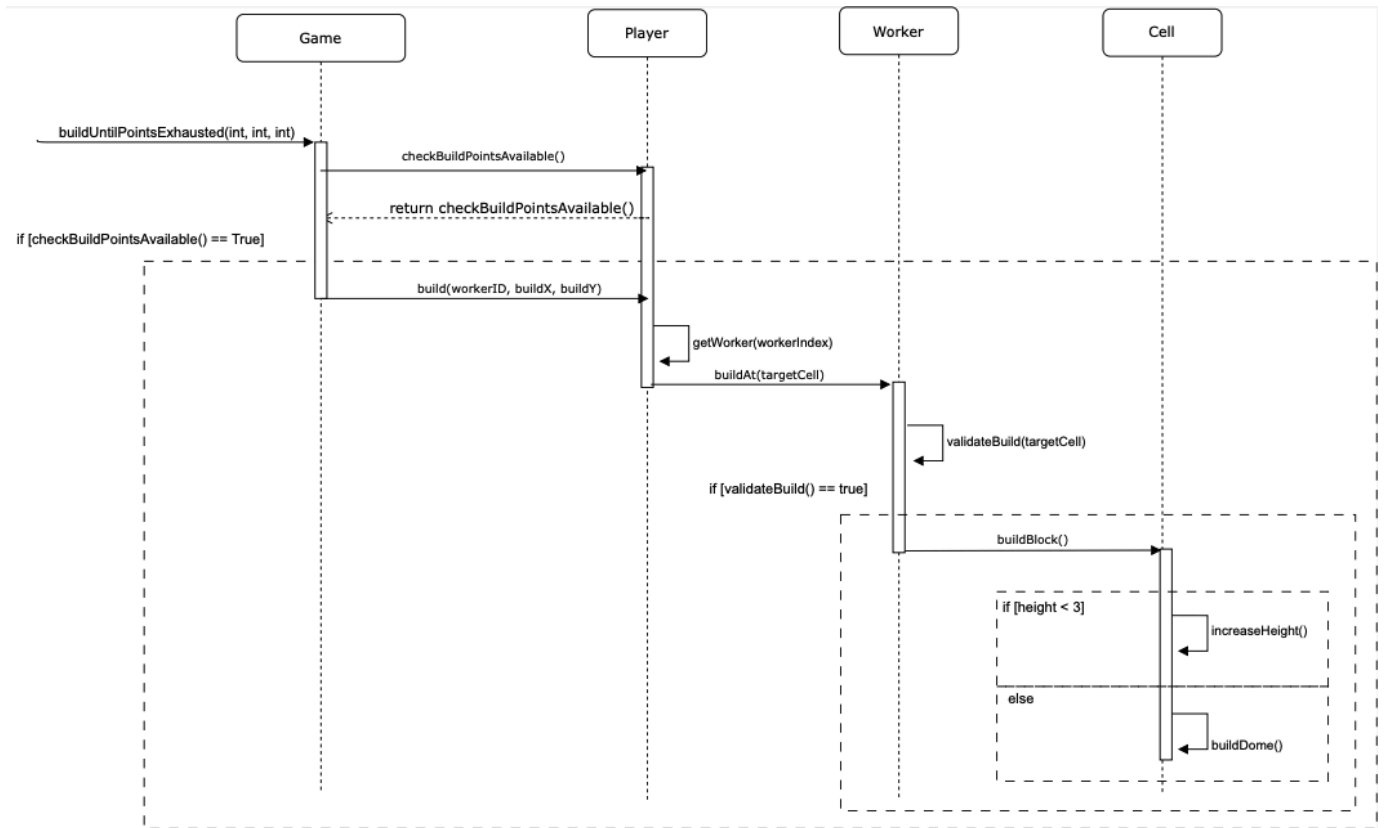 Game
Player
Worker
Cell
buildUntilPointsExhausted(int, int, int)
checkBuildPointsAvailable()
return checkBuildPointsAvailable()
if [checkBuildPointsAvailable() == True]
build(workerID, buildX, buildY)
getWorker(workerIndex)
buildAt(targetCell)
validateBuild(targetCell)
if [validateBuild() == true]
buildBlock()
if [height < 3]
increaseHeight()
else
buildDome()